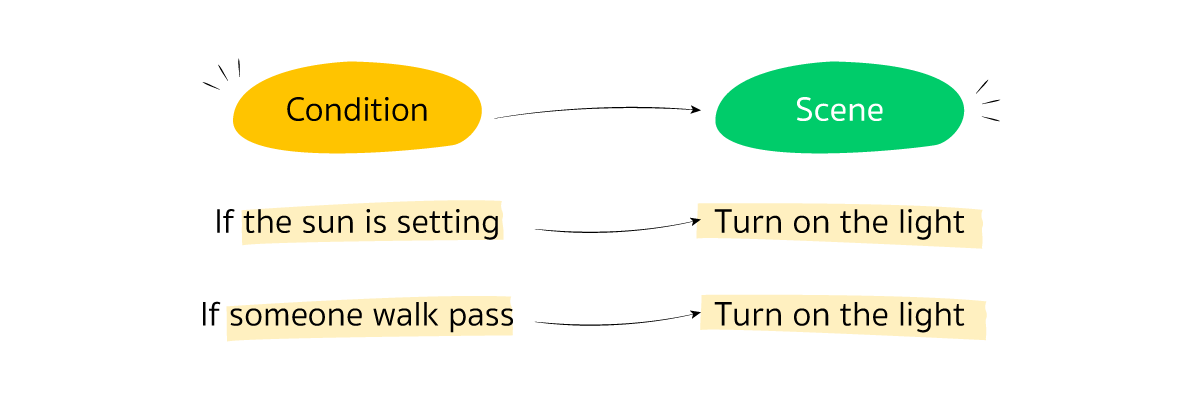 Condition
Scene
If the sun is setting
Turn on the light
If someone walk pass
Turn on the light